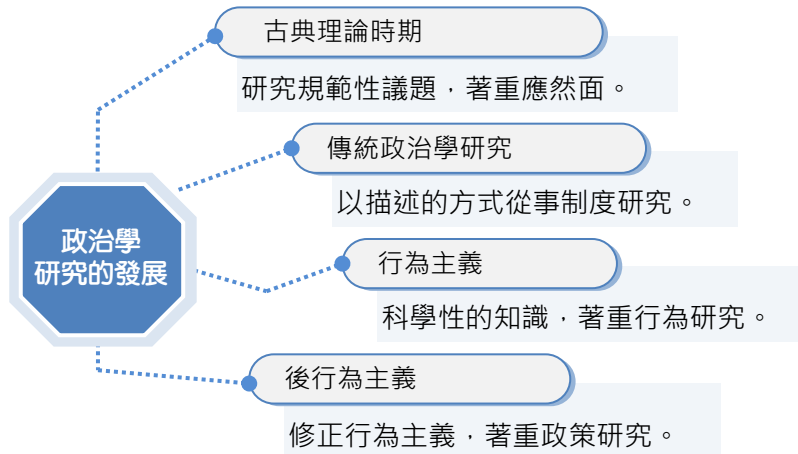 古典理論時期
研究規範性議題，著重應然面。
傳統政治學研究
以描述的方式從事制度研究。
政治學
研究的發展
行為主義
科學性的知識，著重行為研究。
後行為主義
修正行為主義，著重政策研究。